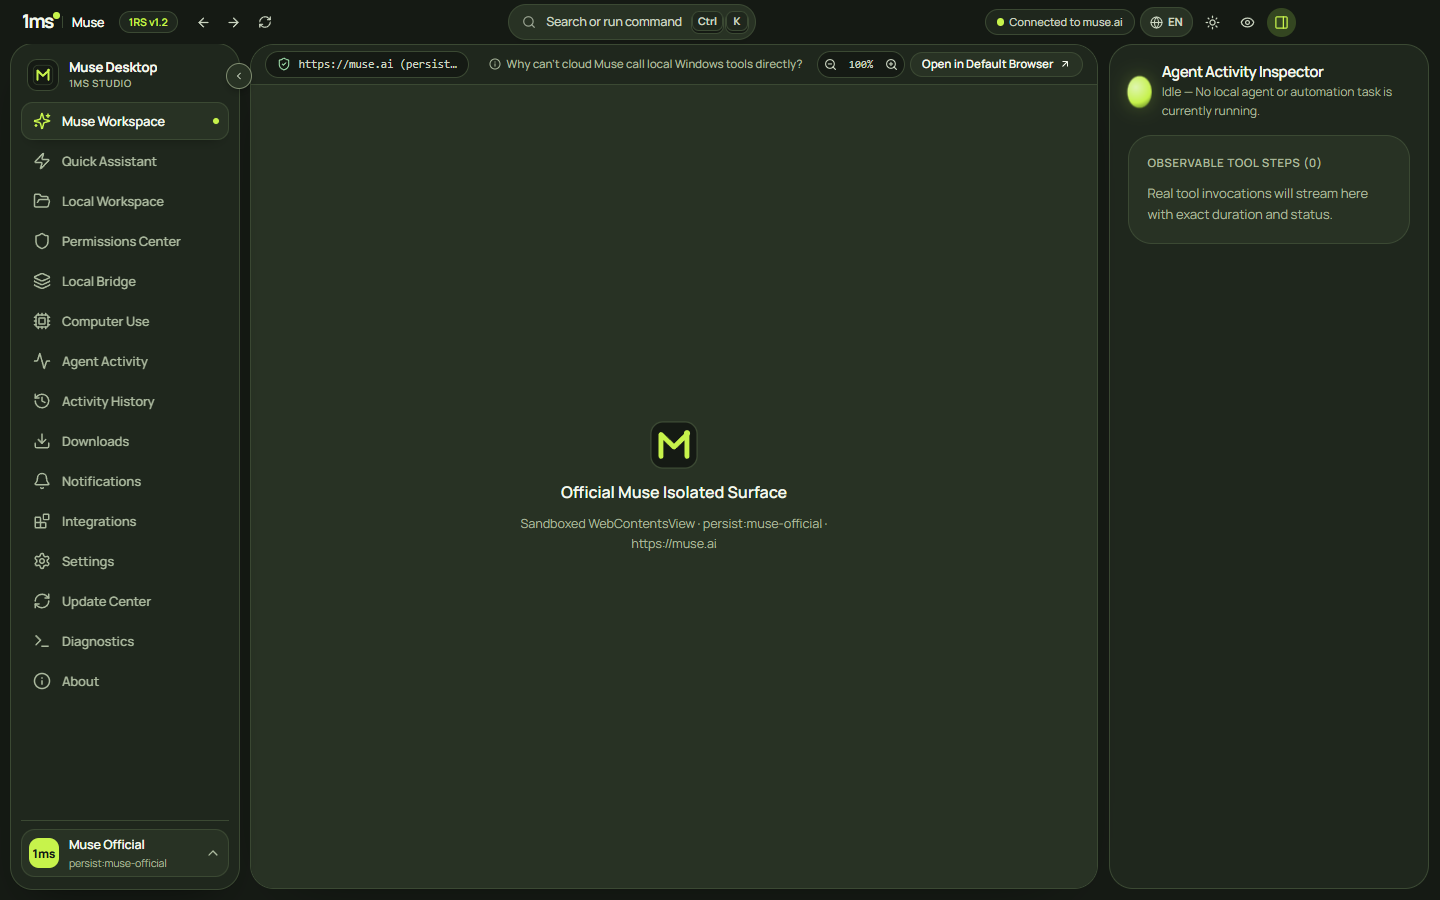 1ms Muse 1RS v1.2
Search or run command Ctrl K
Connected to muse.ai
EN
Muse Desktop
1MS STUDIO
Muse Workspace
Quick Assistant
Local Workspace
Permissions Center
Local Bridge
Computer Use
Agent Activity
Activity History
Downloads
Notifications
Integrations
Settings
Update Center
Diagnostics
About
1ms
Muse Official
persist:muse-official
https://muse.ai (persist…
Why can't cloud Muse call local Windows tools directly?
100%
Open in Default Browser
Official Muse Isolated Surface
Sandboxed WebContentsView · persist:muse-official ·
https://muse.ai
Agent Activity Inspector
Idle — No local agent or automation task is
currently running.
OBSERVABLE TOOL STEPS (0)
Real tool invocations will stream here
with exact duration and status.